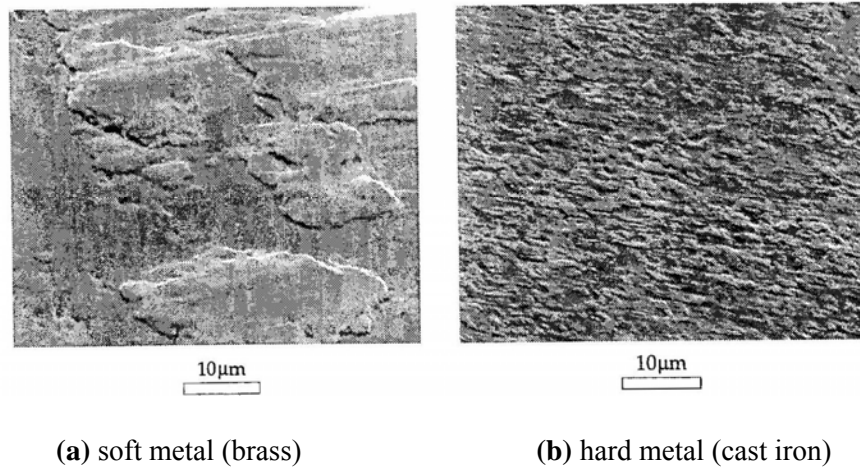 10μm
10μm
(a) soft metal (brass)
(b) hard metal (cast iron)